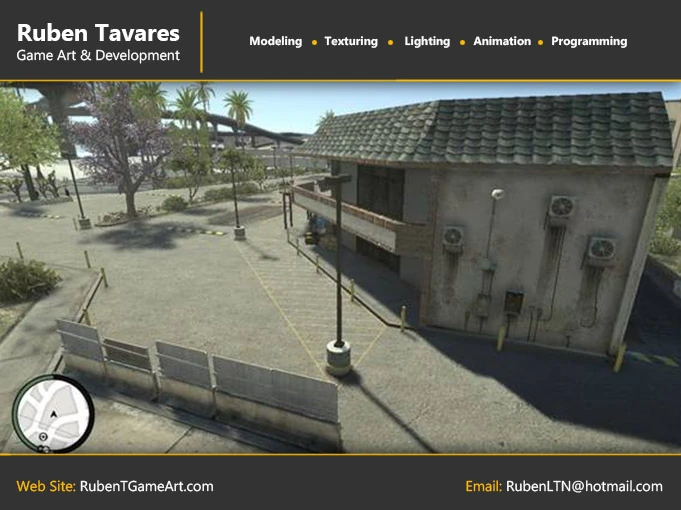 Ruben Tavares
Game Art & Development
Modeling • Texturing • Lighting • Animation • Programming
Web Site: RubenTGameArt.com
Email: RubenLTN@hotmail.com